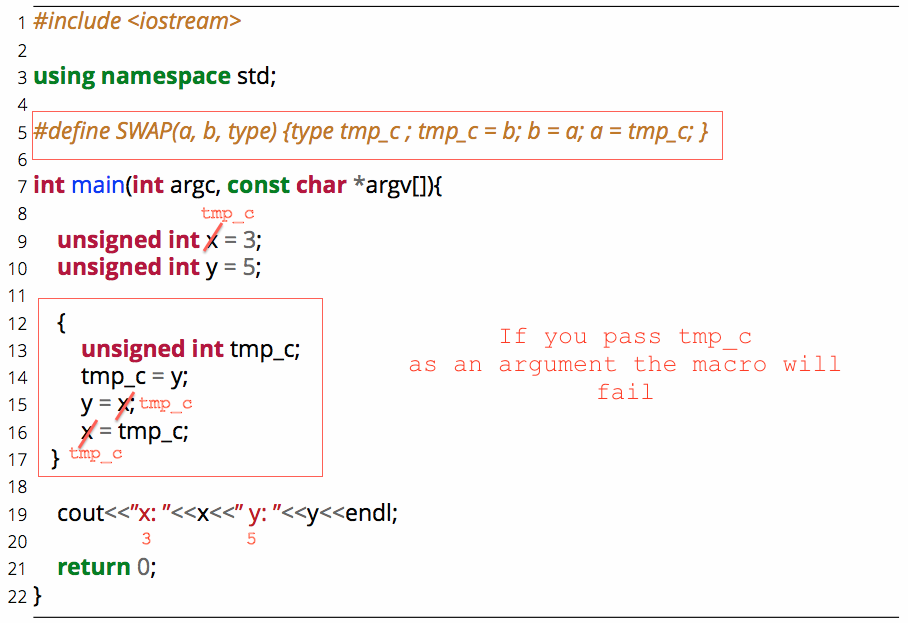 1 #include <iostream>
2
3 using namespace std;
4
5 #define SWAP(a, b, type) {type tmp_c ; tmp_c = b; b = a; a = tmp_c; }
6
7 int main(int argc, const char *argv[]){
8
tmp_c
9 unsigned int x = 3;
10 unsigned int y = 5;
11
12 {
13 unsigned int tmp_c;
14 tmp_c = y;
15 y = x; tmp_c
16 x = tmp_c;
tmp_c
17 }
If you pass tmp_c
as an argument the macro will
fail
18
19 cout<<”x: ”<<x<<” y: ”<<y<<endl;
20
3 5
21 return 0;
22 }